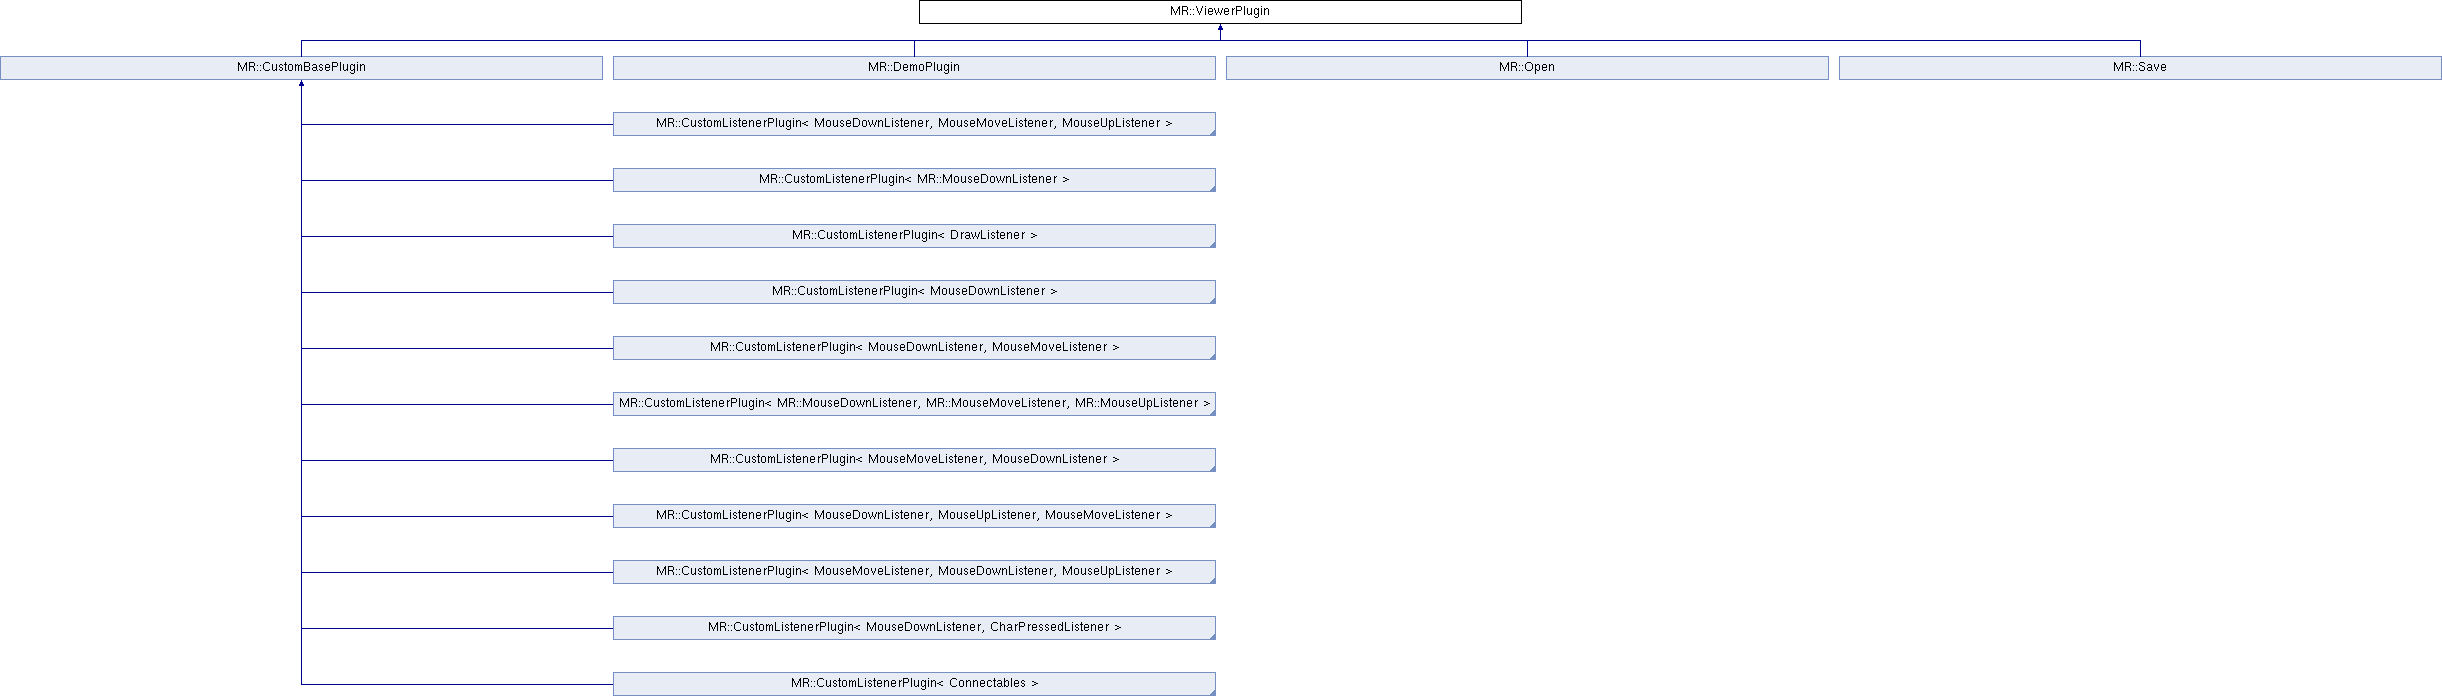 MR::ViewerPlugin
MR::CustomBasePlugin
MR::DemoPlugin
MR::Open
MR::Save
MR::CustomListenerPlugin< MouseDownListener, MouseMoveListener, MouseUpListener >
MR::CustomListenerPlugin< MR::MouseDownListener >
MR::CustomListenerPlugin< DrawListener >
MR::CustomListenerPlugin< MouseDownListener >
MR::CustomListenerPlugin< MouseDownListener, MouseMoveListener >
MR::CustomListenerPlugin< MR::MouseDownListener, MR::MouseMoveListener, MR::MouseUpListener >
MR::CustomListenerPlugin< MouseMoveListener, MouseDownListener >
MR::CustomListenerPlugin< MouseDownListener, MouseUpListener, MouseMoveListener >
MR::CustomListenerPlugin< MouseMoveListener, MouseDownListener, MouseUpListener >
MR::CustomListenerPlugin< MouseDownListener, CharPressedListener >
MR::CustomListenerPlugin< Connectables >